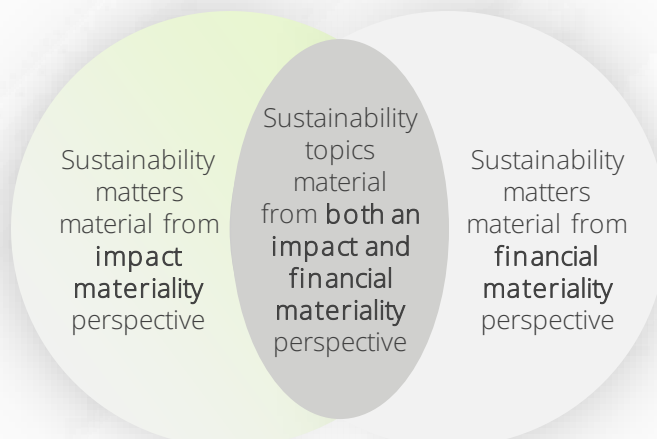 Sustainability
matters
material from
impact
materiality
perspective
Sustainability
topics
material
from both an
impact and
financial
materiality
perspective
Sustainability
matters
material from
financial
materiality
perspective